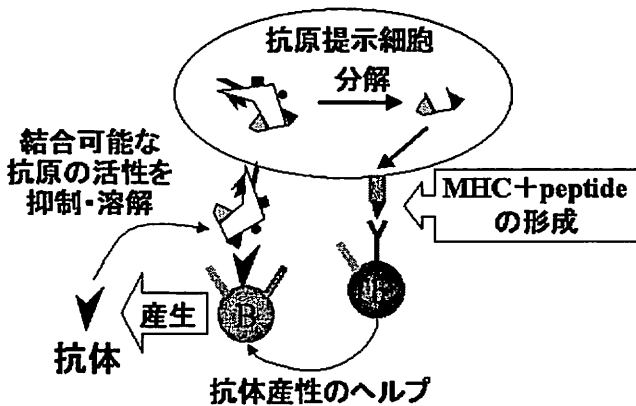 抗原提示細胞
分解
結合可能な
抗原の活性を
抑制・溶解
MHC+peptide
の形成
B
産生
抗体
抗体産性のヘルプ